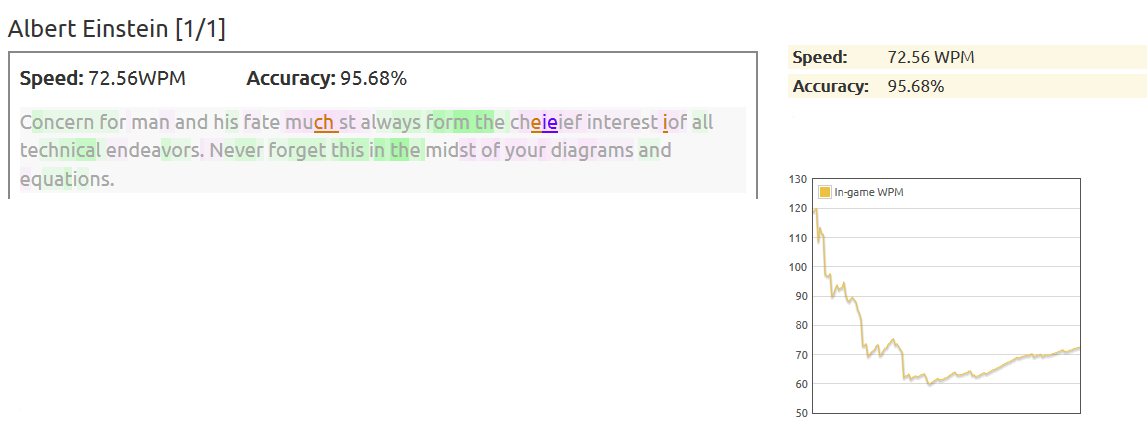 Albert Einstein [1/1]
Speed: 72.56WPM Accuracy: 95.68%
Concern for man and his fate much st always form the cheieief interest iof all
technical endeavors. Never forget this in the midst of your diagrams and
equations.
Speed: 72.56 WPM
Accuracy: 95.68%
130
In-game WPM
120
110
100
90
80
70
60
50